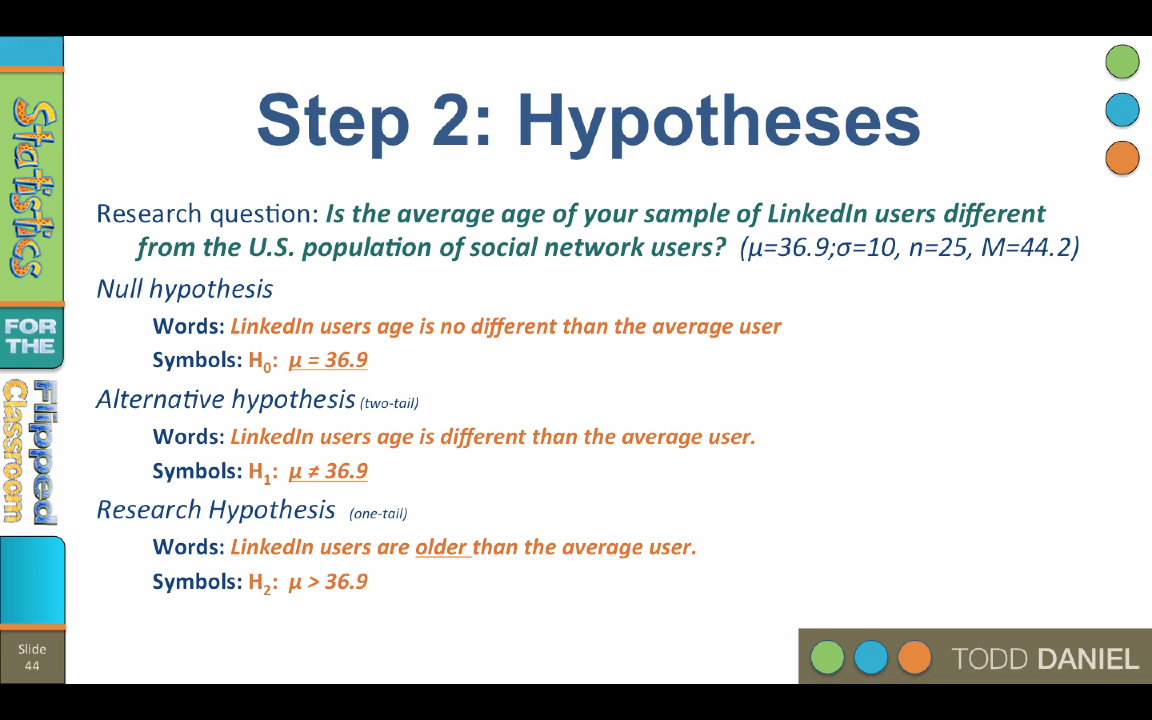 Statistics
FOR THE
Flipped Classroom
Slide
44
Step 2: Hypotheses
Research question: Is the average age of your sample of LinkedIn users different
from the U.S. population of social network users? (μ=36.9;σ=10, n=25, M=44.2)
Null hypothesis
Words: LinkedIn users age is no different than the average user
Symbols: H₀: μ = 36.9
Alternative hypothesis (two-tail)
Words: LinkedIn users age is different than the average user.
Symbols: H₁: μ ≠ 36.9
Research Hypothesis (one-tail)
Words: LinkedIn users are older than the average user.
Symbols: H₂: μ > 36.9
TODD DANIEL